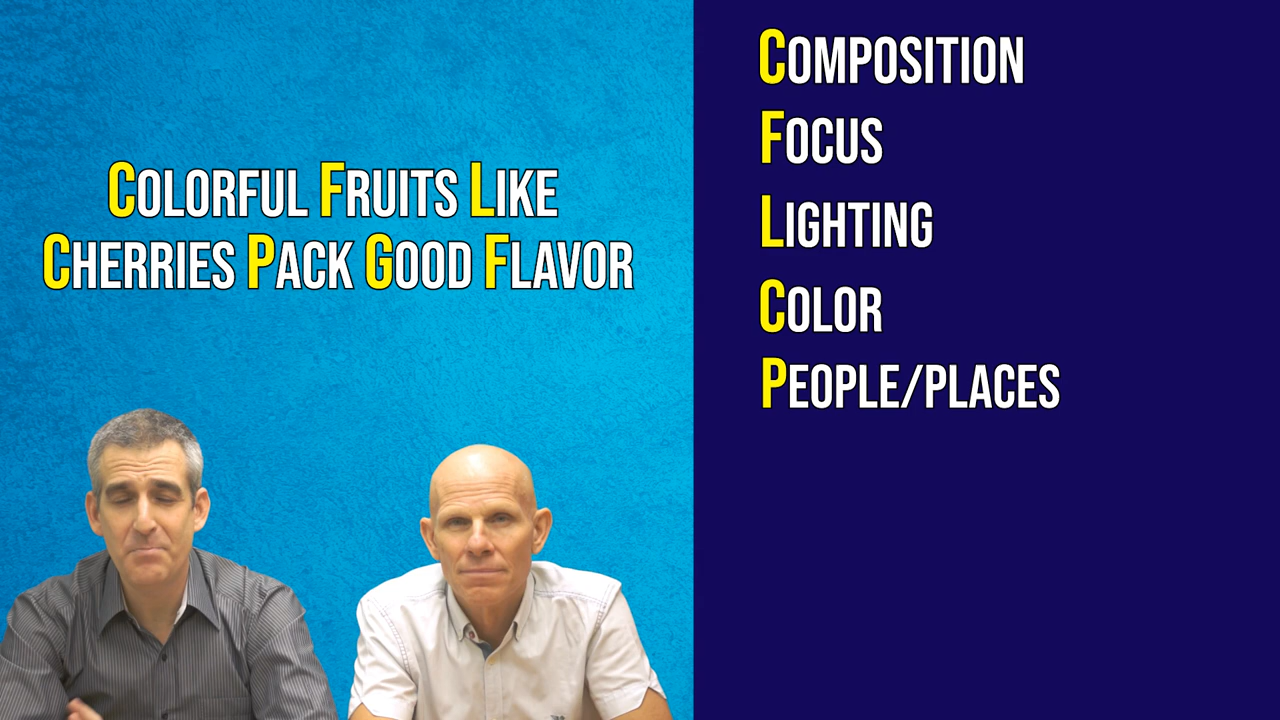 COLORFUL FRUITS LIKE
CHERRIES PACK GOOD FLAVOR
COMPOSITION
FOCUS
LIGHTING
COLOR
PEOPLE/PLACES